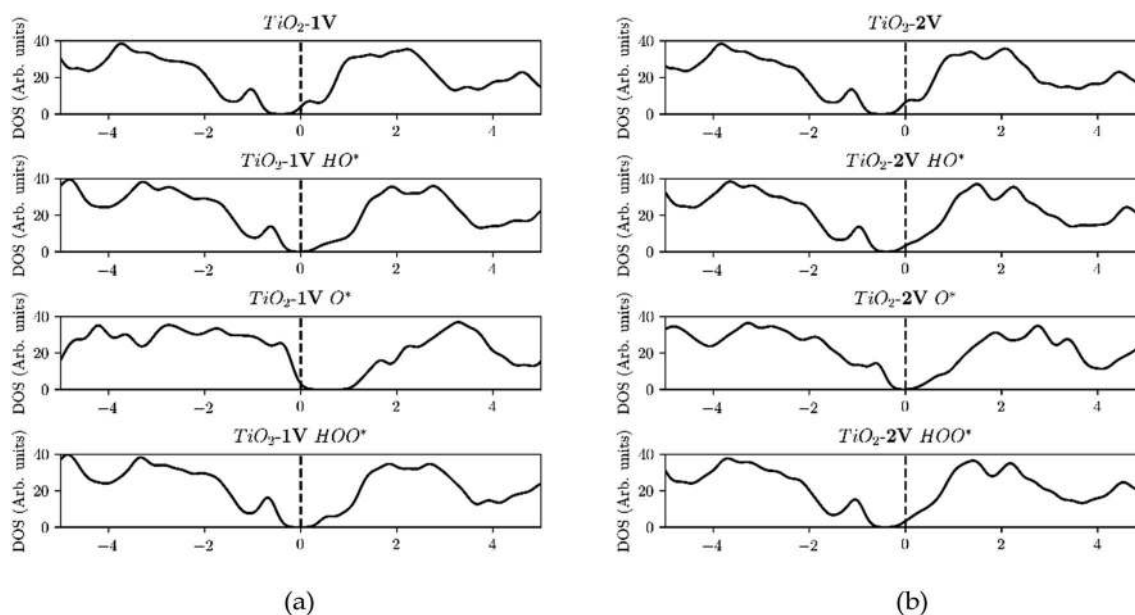 TiO₂-1V
DOS (Arb. units)
40
20
0
−4 −2 0 2 4
TiO₂-1V HO*
DOS (Arb. units)
40
20
0
−4 −2 0 2 4
TiO₂-1V O*
DOS (Arb. units)
40
20
0
−4 −2 0 2 4
TiO₂-1V HOO*
DOS (Arb. units)
40
20
0
−4 −2 0 2 4
(a)
TiO₂-2V
DOS (Arb. units)
40
20
0
−4 −2 0 2 4
TiO₂-2V HO*
DOS (Arb. units)
40
20
0
−4 −2 0 2 4
TiO₂-2V O*
DOS (Arb. units)
40
20
0
−4 −2 0 2 4
TiO₂-2V HOO*
DOS (Arb. units)
40
20
0
−4 −2 0 2 4
(b)